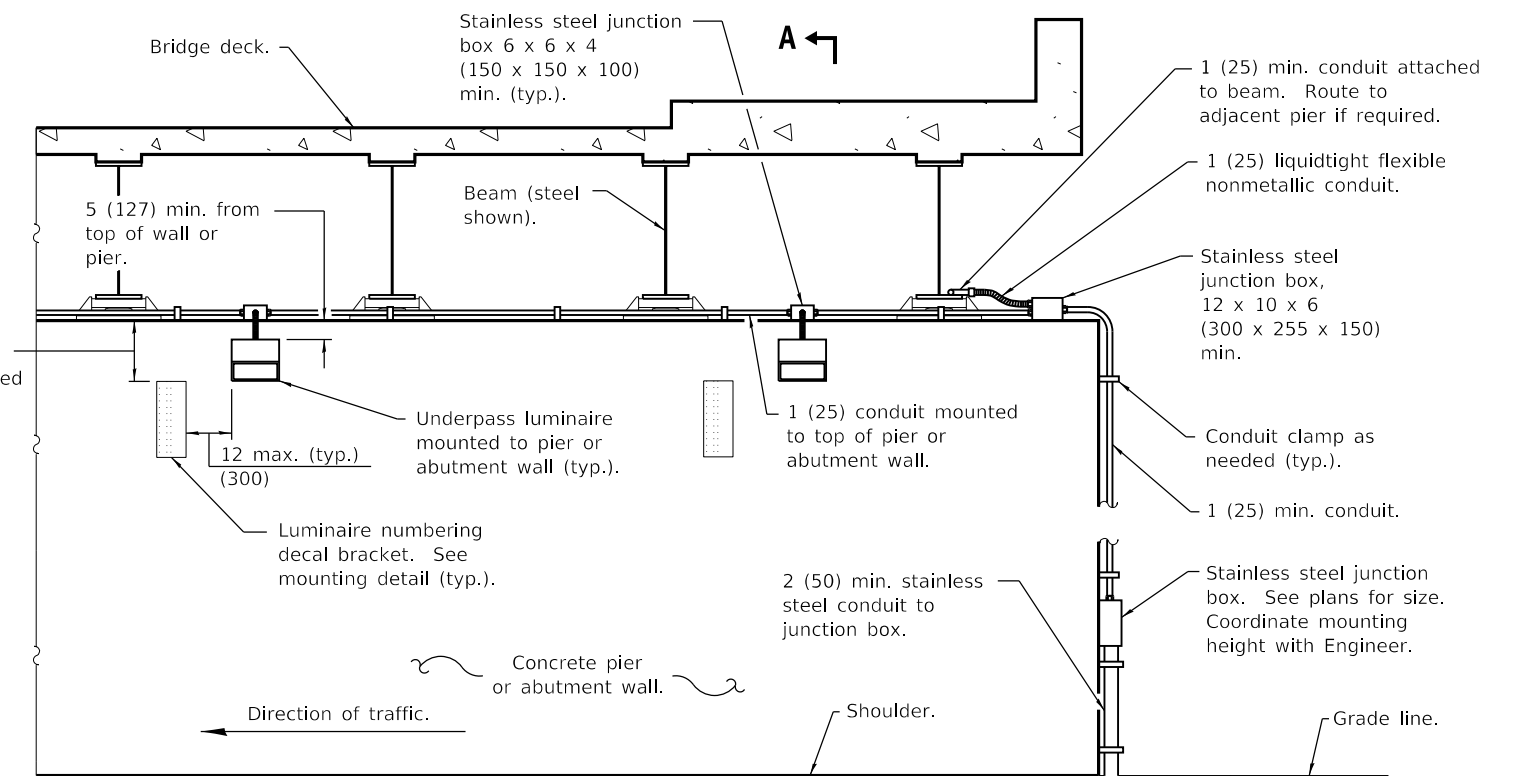 Bridge deck.
Stainless steel junction
box 6 x 6 x 4
(150 x 150 x 100)
min. (typ.).
A
1 (25) min. conduit attached
to beam. Route to
adjacent pier if required.
1 (25) liquidtight flexible
nonmetallic conduit.
5 (127) min. from
top of wall or
pier.
Beam (steel
shown).
Stainless steel
junction box,
12 x 10 x 6
(300 x 255 x 150)
min.
ed
12 max. (typ.)
(300)
Underpass luminaire
mounted to pier or
abutment wall (typ.).
1 (25) conduit mounted
to top of pier or
abutment wall.
Conduit clamp as
needed (typ.).
1 (25) min. conduit.
Luminaire numbering
decal bracket. See
mounting detail (typ.).
2 (50) min. stainless
steel conduit to
junction box.
Stainless steel junction
box. See plans for size.
Coordinate mounting
height with Engineer.
Concrete pier
or abutment wall.
Direction of traffic.
Shoulder.
Grade line.